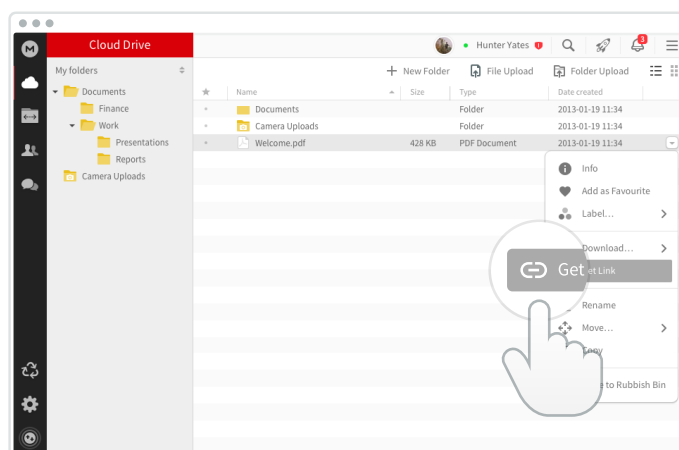 Cloud Drive
Hunter Yates
3
My folders
New Folder
File Upload
Folder Upload
Documents
Finance
Work
Presentations
Reports
Camera Uploads
Name Size Type Date created
Documents Folder 2013-01-19 11:34
Camera Uploads Folder 2013-01-19 11:34
Welcome.pdf 428 KB PDF Document 2013-01-19 11:34
Info
Add as Favourite
Label...
Download...
Get Link
Rename
Move...
Copy
to Rubbish Bin